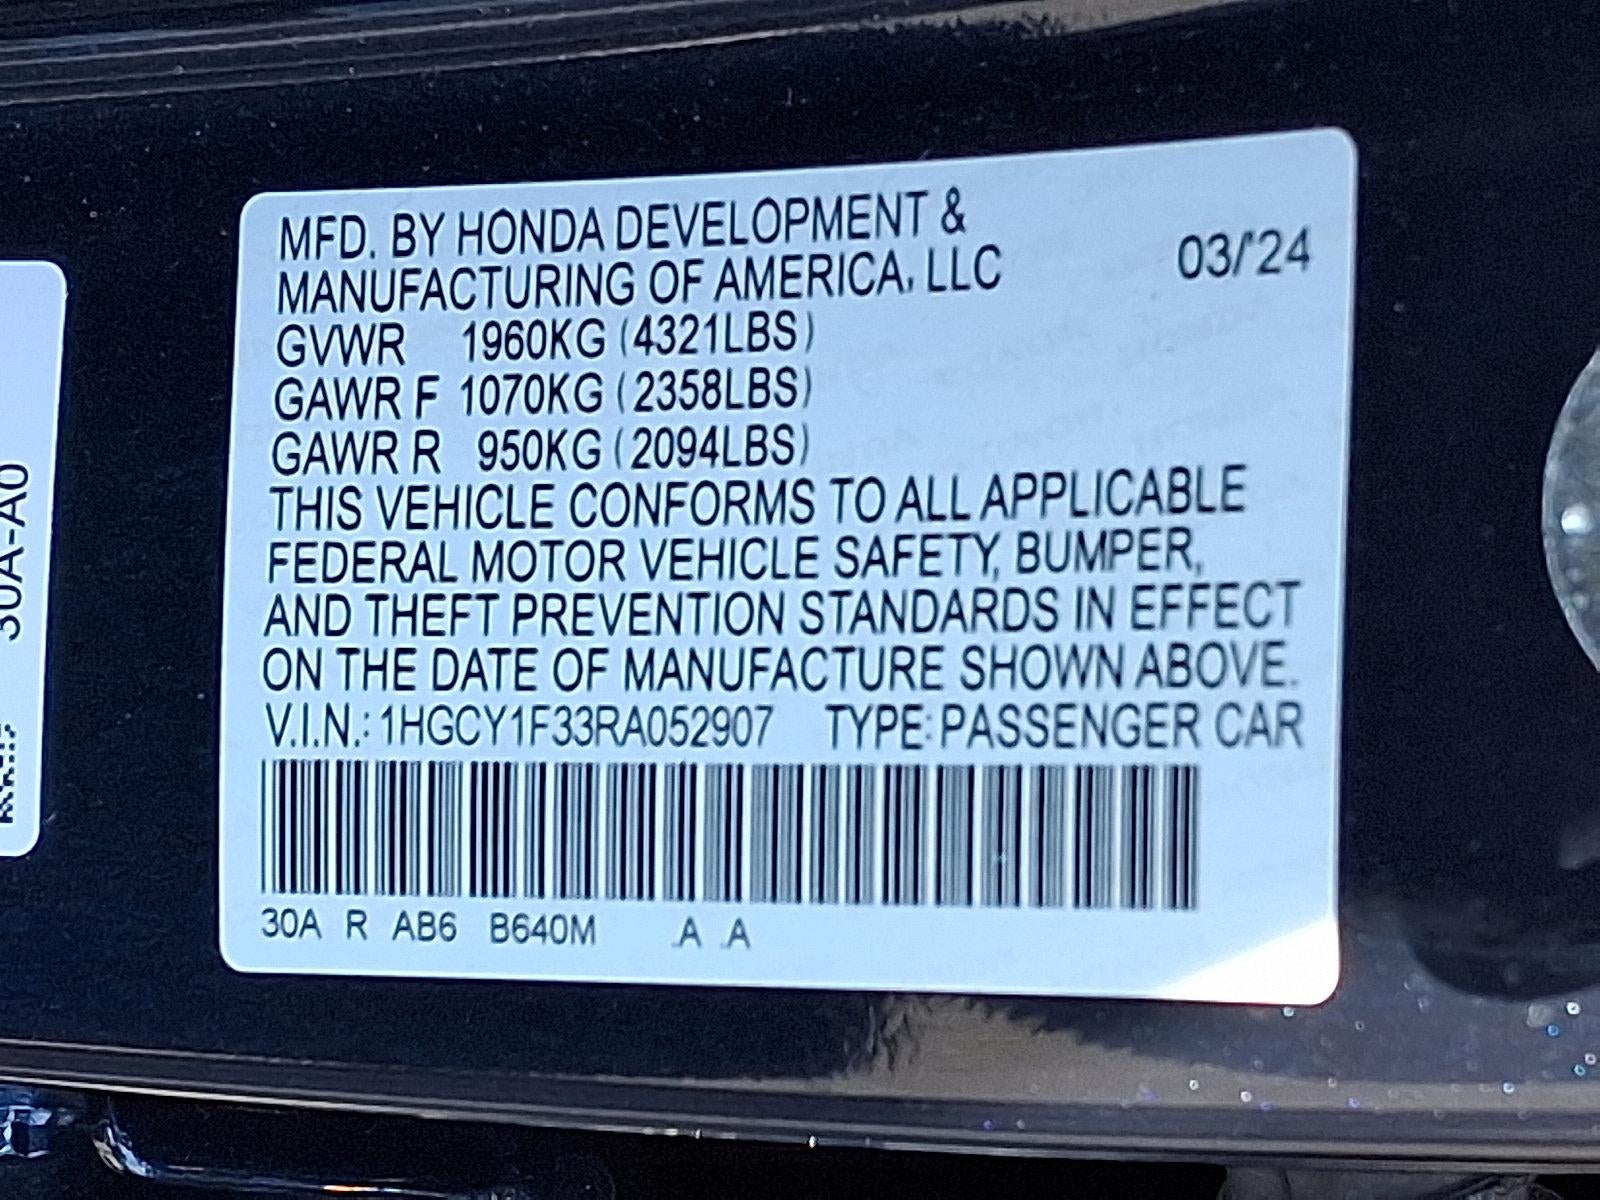 MFD. BY HONDA DEVELOPMENT &
MANUFACTURING OF AMERICA, LLC
03/'24
GVWR 1960KG (4321LBS)
GAWR F 1070KG (2358LBS)
GAWR R 950KG (2094LBS)
THIS VEHICLE CONFORMS TO ALL APPLICABLE
FEDERAL MOTOR VEHICLE SAFETY, BUMPER,
AND THEFT PREVENTION STANDARDS IN EFFECT
ON THE DATE OF MANUFACTURE SHOWN ABOVE.
V.I.N.: 1HGCY1F33RA052907 TYPE: PASSENGER CAR
30A R AB6 B640M .A .A
30A-A0